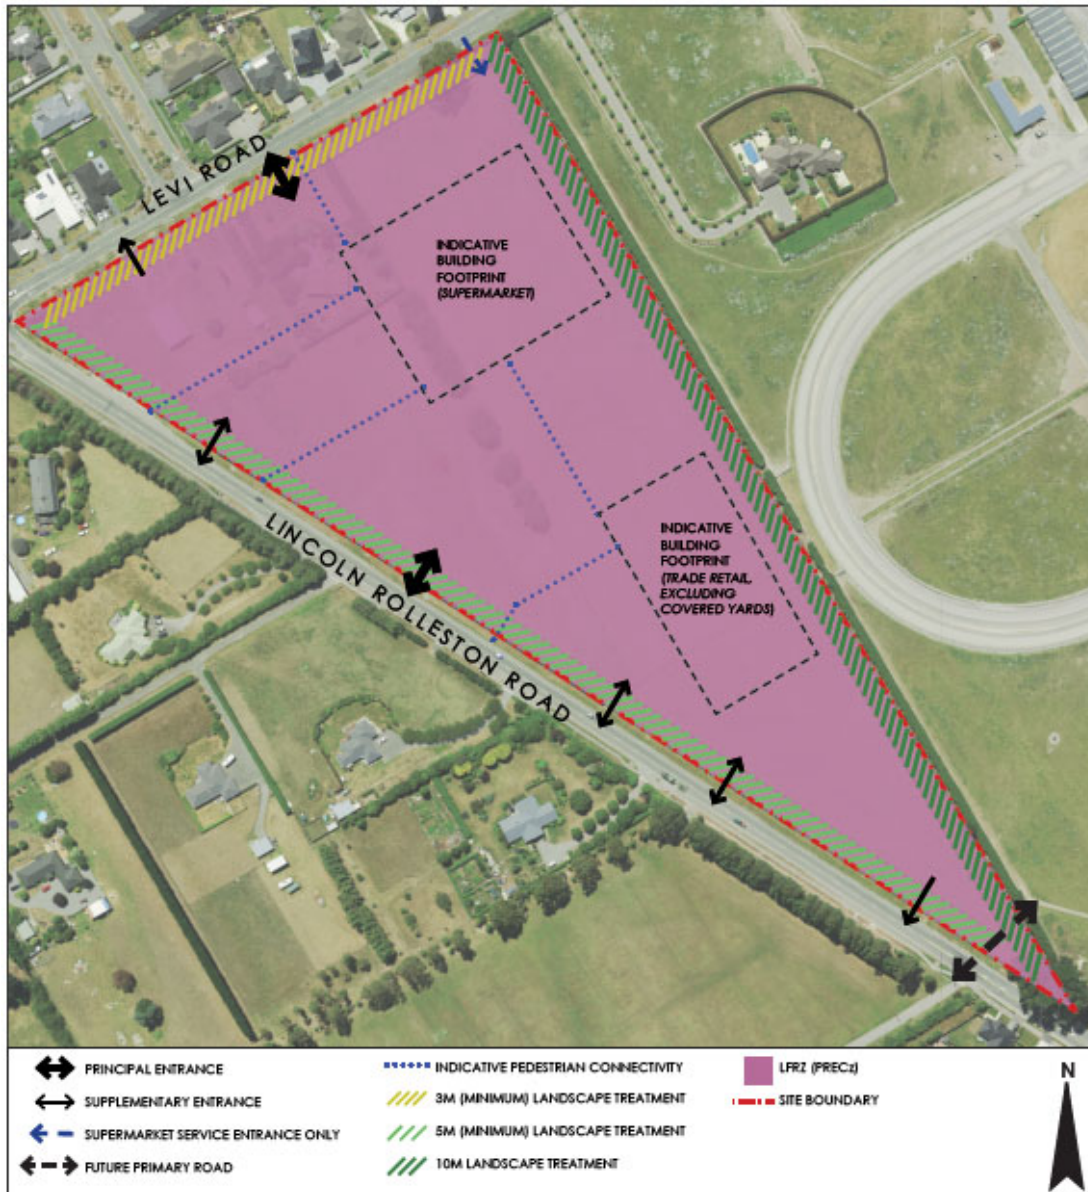 LEVI ROAD
INDICATIVE
BUILDING
FOOTPRINT
(SUPERMARKET)
INDICATIVE
BUILDING
FOOTPRINT
(TRADE RETAIL,
EXCLUDING
COVERED YARDS)
LINCOLN ROLLESTON ROAD
PRINCIPAL ENTRANCE
SUPPLEMENTARY ENTRANCE
SUPERMARKET SERVICE ENTRANCE ONLY
FUTURE PRIMARY ROAD
INDICATIVE PEDESTRIAN CONNECTIVITY
3M (MINIMUM) LANDSCAPE TREATMENT
5M (MINIMUM) LANDSCAPE TREATMENT
10M LANDSCAPE TREATMENT
LFRZ (PRECz)
SITE BOUNDARY
N